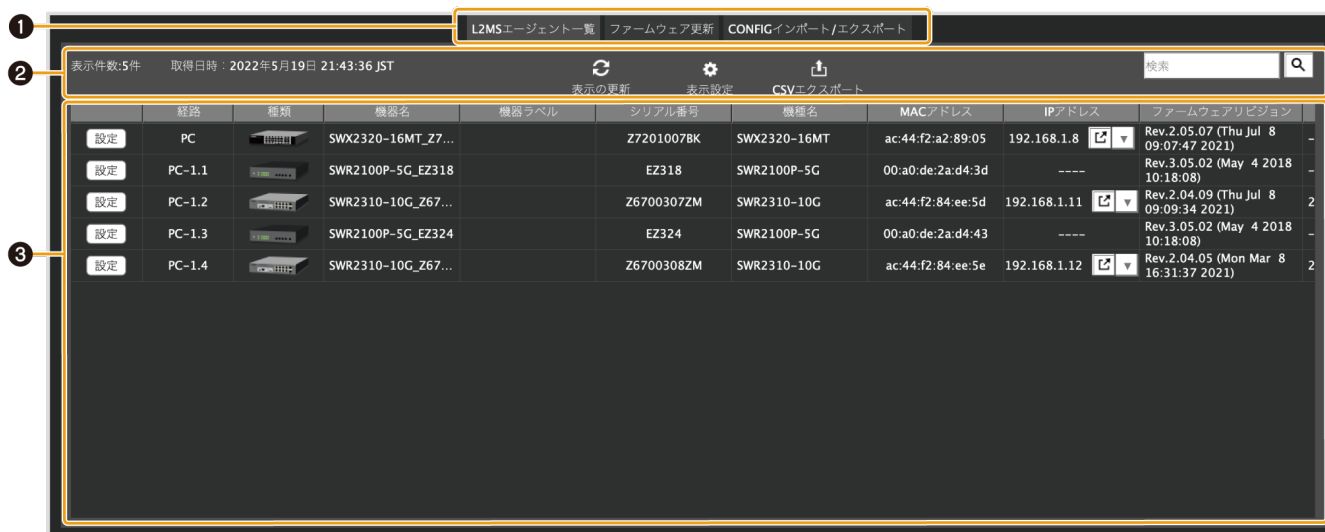 ❶
L2MSエージェント一覧 ファームウェア更新 CONFIGインポート/エクスポート
❷
表示件数:5件 取得日時：2022年5月19日 21:43:36 JST
表示の更新 表示設定 CSVエクスポート
検索
❸
経路 種類 機器名 機器ラベル シリアル番号 機種名 MACアドレス IPアドレス ファームウェアリビジョン
設定 PC SWX2320-16MT_Z7... Z7201007BK SWX2320-16MT ac:44:f2:a2:89:05 192.168.1.8 ▼ Rev.2.05.07 (Thu Jul 8 09:07:47 2021) –
設定 PC-1.1 SWR2100P-5G_EZ318 EZ318 SWR2100P-5G 00:a0:de:2a:d4:3d ---- Rev.3.05.02 (May 4 2018 10:18:08) –
設定 PC-1.2 SWR2310-10G_Z67... Z6700307ZM SWR2310-10G ac:44:f2:84:ee:5d 192.168.1.11 ▼ Rev.2.04.09 (Thu Jul 8 09:09:34 2021) 2
設定 PC-1.3 SWR2100P-5G_EZ324 EZ324 SWR2100P-5G 00:a0:de:2a:d4:43 ---- Rev.3.05.02 (May 4 2018 10:18:08) –
設定 PC-1.4 SWR2310-10G_Z67... Z6700308ZM SWR2310-10G ac:44:f2:84:ee:5e 192.168.1.12 ▼ Rev.2.04.05 (Mon Mar 8 16:31:37 2021) 2